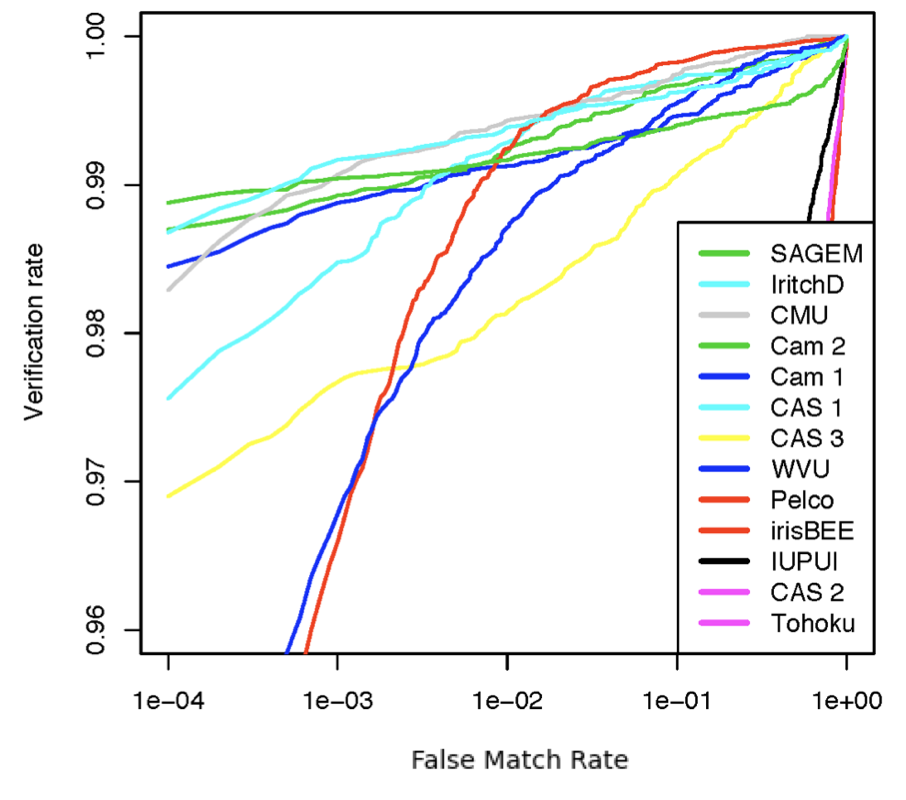 1.00
0.99
0.98
0.97
0.96
Verification rate
SAGEM
IritchD
CMU
Cam 2
Cam 1
CAS 1
CAS 3
WVU
Pelco
irisBEE
IUPUI
CAS 2
Tohoku
1e−04 1e−03 1e−02 1e−01 1e+00
False Match Rate